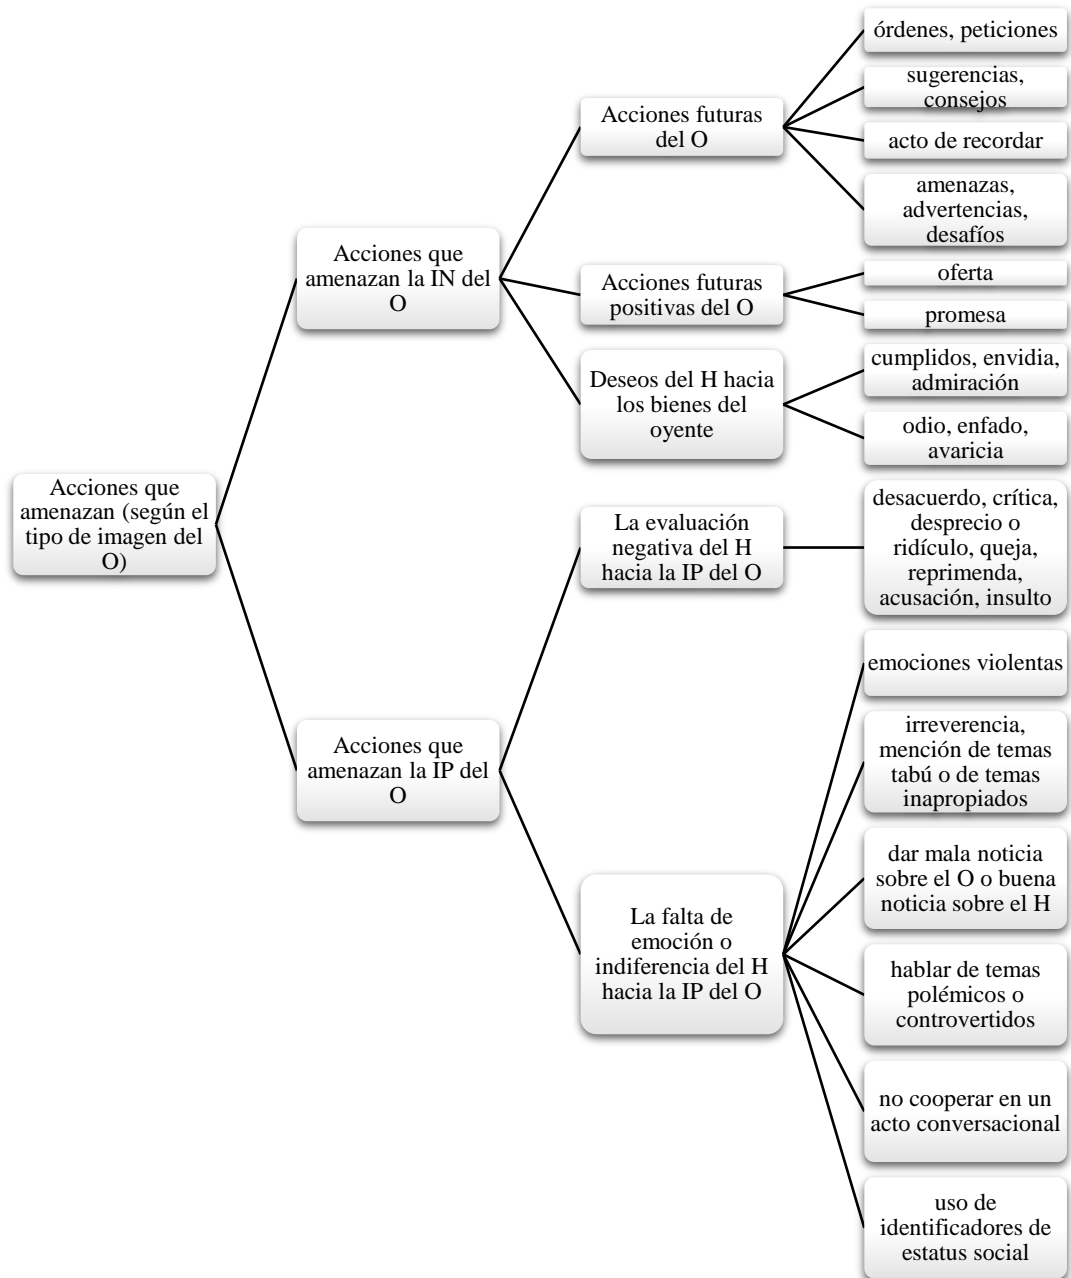 Acciones que
amenazan (según el
tipo de imagen del
O)
Acciones que
amenazan la IN del
O
Acciones futuras
del O
órdenes, peticiones
sugerencias,
consejos
acto de recordar
amenazas,
advertencias,
desafíos
Acciones futuras
positivas del O
oferta
promesa
Deseos del H hacia
los bienes del
oyente
cumplidos, envidia,
admiración
odio, enfado,
avaricia
Acciones que
amenazan la IP del
O
La evaluación
negativa del H
hacia la IP del O
desacuerdo, crítica,
desprecio o
ridículo, queja,
reprimenda,
acusación, insulto
La falta de
emoción o
indiferencia del H
hacia la IP del O
emociones violentas
irreverencia,
mención de temas
tabú o de temas
inapropiados
dar mala noticia
sobre el O o buena
noticia sobre el H
hablar de temas
polémicos o
controvertidos
no cooperar en un
acto conversacional
uso de
identificadores de
estatus social